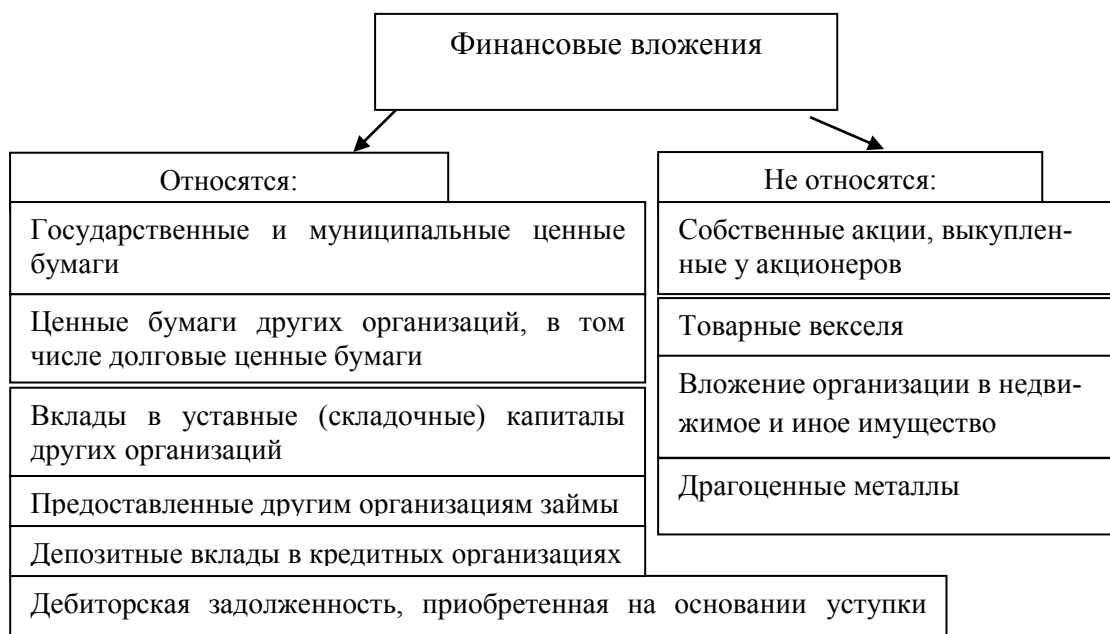 Финансовые вложения
Относятся:
Государственные и муниципальные ценные
бумаги
Ценные бумаги других организаций, в том
числе долговые ценные бумаги
Вклады в уставные (складочные) капиталы
других организаций
Предоставленные другим организациям займы
Депозитные вклады в кредитных организациях
Дебиторская задолженность, приобретенная на основании уступки
Не относятся:
Собственные акции, выкуплен-
ные у акционеров
Товарные векселя
Вложение организации в недви-
жимое и иное имущество
Драгоценные металлы